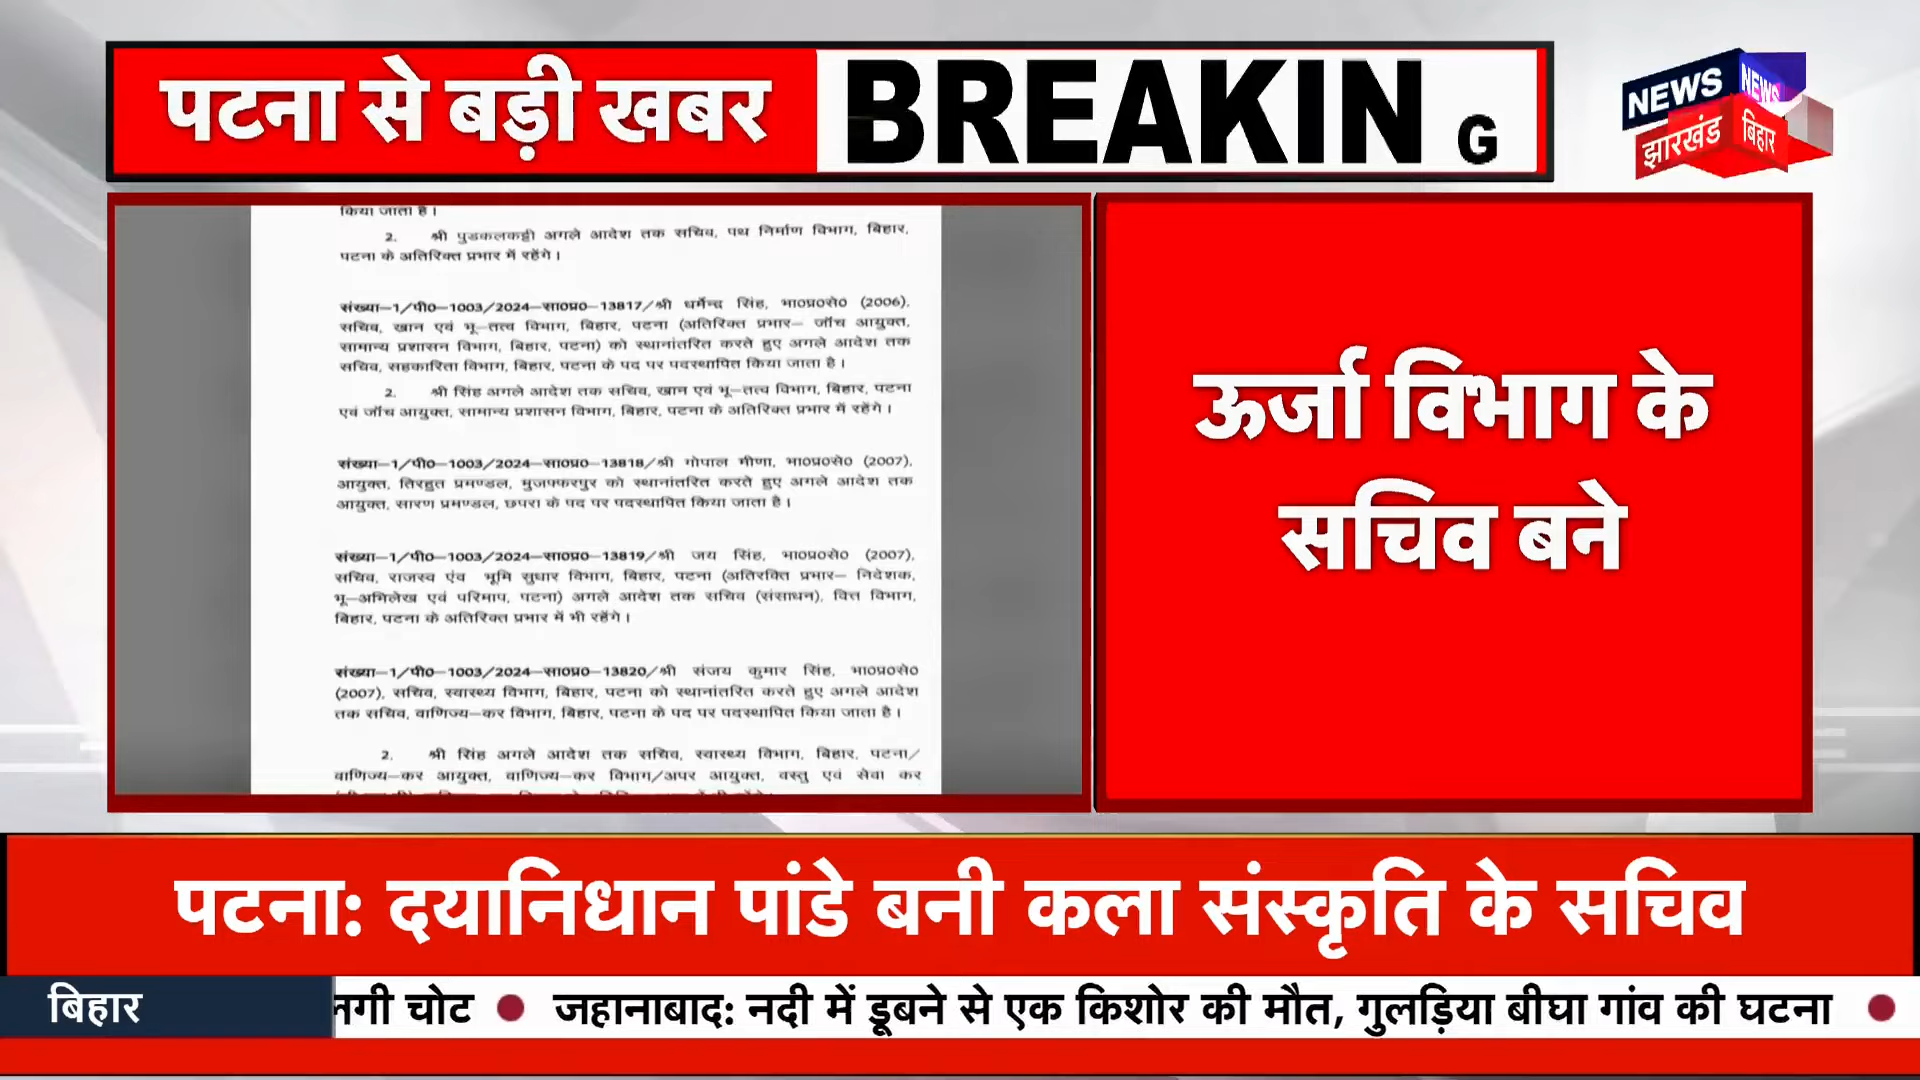 पटना से बड़ी खबर
BREAKIN G
NEWS NEWS
झारखंड बिहार
किया जाता है।
2. श्री पुडकलकट्टी अगले आदेश तक सचिव, पथ निर्माण विभाग, बिहार,
पटना के अतिरिक्त प्रभार में रहेंगे।
संख्या–1/पी0–1003/2024–सा0प्र0–13817/श्री धर्मेन्द्र सिंह, भा0प्र0से0 (2006),
सचिव, खान एवं भू–तत्व विभाग, बिहार, पटना (अतिरिक्त प्रभार– जाँच आयुक्त,
सामान्य प्रशासन विभाग, बिहार, पटना) को स्थानांतरित करते हुए अगले आदेश तक
सचिव, सहकारिता विभाग, बिहार, पटना के पद पर पदस्थापित किया जाता है।
2. श्री सिंह अगले आदेश तक सचिव, खान एवं भू–तत्व विभाग, बिहार, पटना
एवं जाँच आयुक्त, सामान्य प्रशासन विभाग, बिहार, पटना के अतिरिक्त प्रभार में रहेंगे।
संख्या–1/पी0–1003/2024–सा0प्र0–13818/श्री गोपाल मीणा, भा0प्र0से0 (2007),
आयुक्त, तिरहुत प्रमण्डल, मुजफ्फरपुर को स्थानांतरित करते हुए अगले आदेश तक
आयुक्त, सारण प्रमण्डल, छपरा के पद पर पदस्थापित किया जाता है।
संख्या–1/पी0–1003/2024–सा0प्र0–13819/श्री जय सिंह, भा0प्र0से0 (2007),
सचिव, राजस्व एंव भूमि सुधार विभाग, बिहार, पटना (अतिरक्ति प्रभार– निदेशक,
भू–अभिलेख एवं परिमाप, पटना) अगले आदेश तक सचिव (संसाधन), वित्त विभाग,
बिहार, पटना के अतिरिक्त प्रभार में भी रहेंगे।
संख्या–1/पी0–1003/2024–सा0प्र0–13820/श्री संजय कुमार सिंह, भा0प्र0से0
(2007), सचिव, स्वास्थ्य विभाग, बिहार, पटना को स्थानांतरित करते हुए अगले आदेश
तक सचिव, वाणिज्य–कर विभाग, बिहार, पटना के पद पर पदस्थापित किया जाता है।
2. श्री सिंह अगले आदेश तक सचिव, स्वास्थ्य विभाग, बिहार, पटना/
वाणिज्य–कर आयुक्त, वाणिज्य–कर विभाग/अपर आयुक्त, वस्तु एवं सेवा कर
ऊर्जा विभाग के
सचिव बने
पटना: दयानिधान पांडे बनी कला संस्कृति के सचिव
बिहार
लगी चोट ● जहानाबाद: नदी में डूबने से एक किशोर की मौत, गुलड़िया बीघा गांव की घटना ●